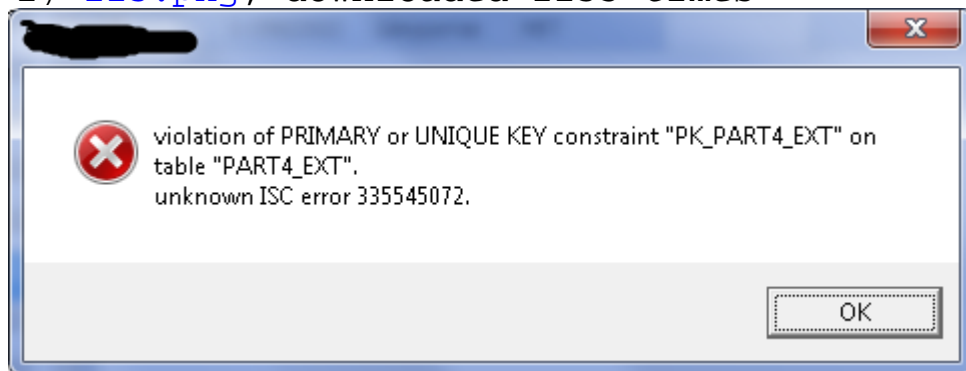 violation of PRIMARY or UNIQUE KEY constraint "PK_PART4_EXT" on
table "PART4_EXT".
unknown ISC error 335545072.
OK